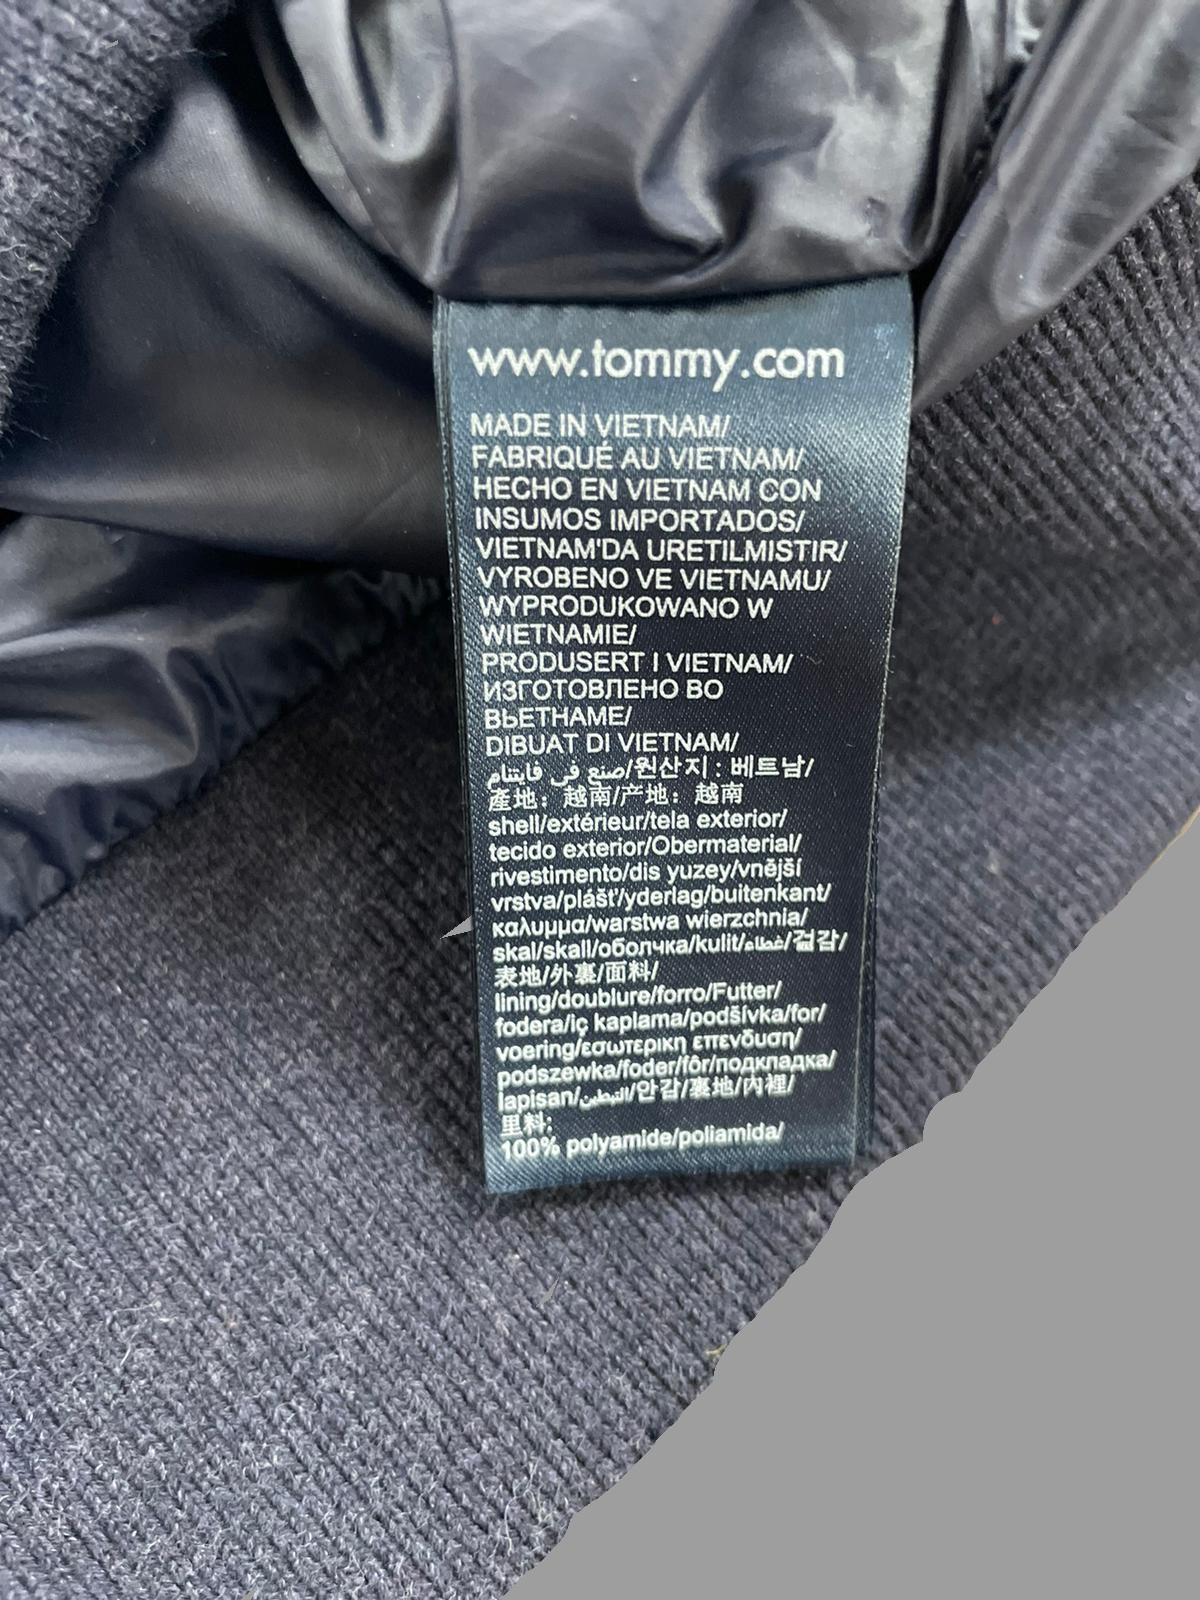 www.tommy.com
MADE IN VIETNAM/
FABRIQUÉ AU VIETNAM/
HECHO EN VIETNAM CON
INSUMOS IMPORTADOS/
VIETNAM'DA URETILMISTIR/
VYROBENO VE VIETNAMU/
WYPRODUKOWANO W
WIETNAMIE/
PRODUSERT I VIETNAM/
ИЗГОТОВЛЕНО ВО
ВЬЕТНАМЕ/
DIBUAT DI VIETNAM/
صنع في فايتنام/원산지 : 베트남/
產地：越南/产地：越南
shell/extérieur/tela exterior/
tecido exterior/Obermaterial/
rivestimento/dis yuzey/vnější
vrstva/plášť/yderlag/buitenkant/
καλυμμα/warstwa wierzchnia/
skal/skall/оболчка/kulit/غطاء/겉감/
表地/外裏/面料/
lining/doublure/forro/Futter/
fodera/iç kaplama/podšívka/for/
voering/εσωτερικη επενδυση/
podszewka/foder/fôr/подкладка/
lapisan/التبطين/안감/裏地/內裡/
里料:
100% polyamide/poliamida/